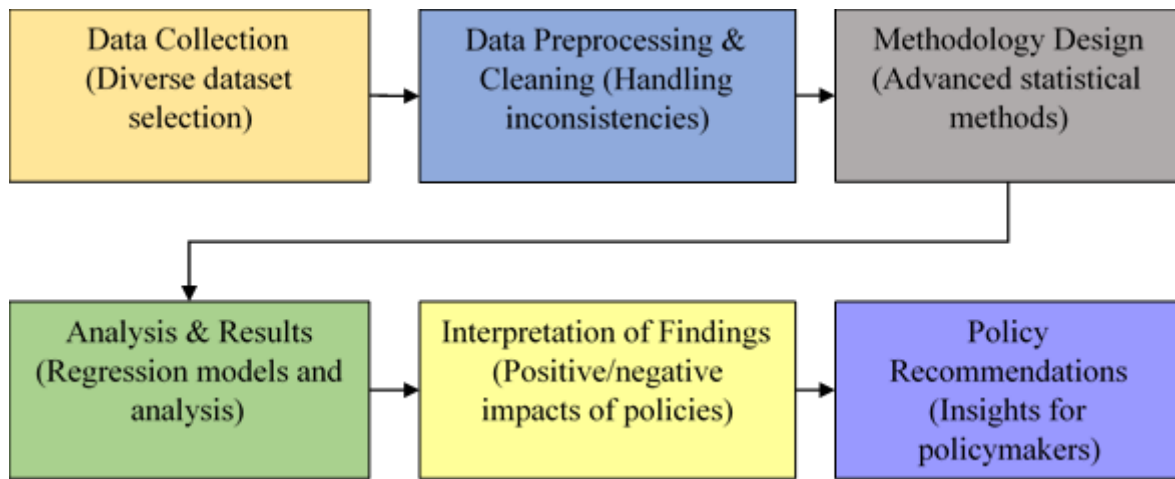 Data Collection
(Diverse dataset
selection)
Data Preprocessing &
Cleaning (Handling
inconsistencies)
Methodology Design
(Advanced statistical
methods)
Analysis & Results
(Regression models and
analysis)
Interpretation of Findings
(Positive/negative
impacts of policies)
Policy
Recommendations
(Insights for
policymakers)